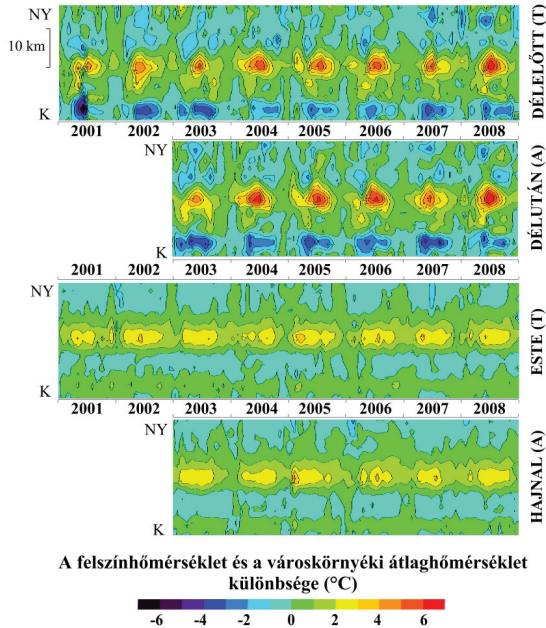 NY
10 km
K
DÉLELŐTT (T)
2001 2002 2003 2004 2005 2006 2007 2008
NY
K
DÉLUTÁN (A)
2001 2002 2003 2004 2005 2006 2007 2008
NY
K
ESTE (T)
2001 2002 2003 2004 2005 2006 2007 2008
NY
K
HAJNAL (A)
A felszínhőmérséklet és a városkörnyéki átlaghőmérséklet
különbsége (°C)
-6 -4 -2 0 2 4 6